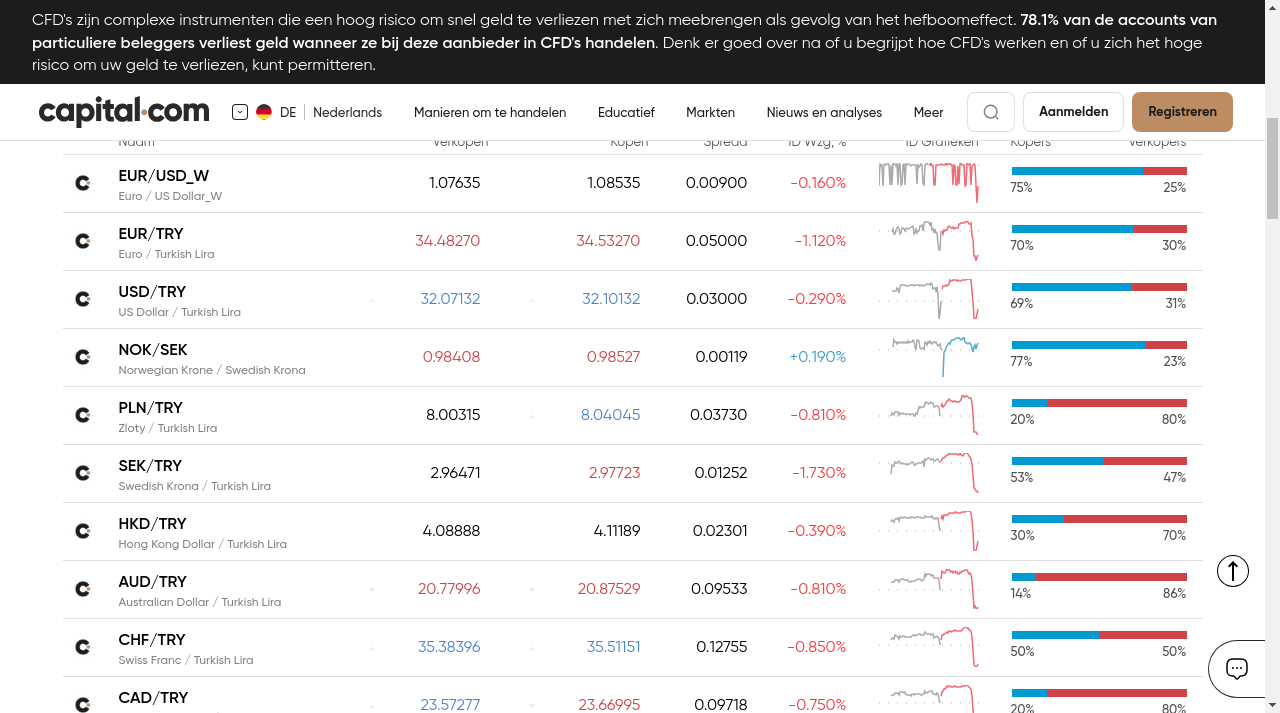 CFD's zijn complexe instrumenten die een hoog risico om snel geld te verliezen met zich meebrengen als gevolg van het hefboomeffect. 78.1% van de accounts van
particuliere beleggers verliest geld wanneer ze bij deze aanbieder in CFD's handelen. Denk er goed over na of u begrijpt hoe CFD's werken en of u zich het hoge
risico om uw geld te verliezen, kunt permitteren.
capital.com DE Nederlands Manieren om te handelen Educatief Markten Nieuws en analyses Meer Aanmelden Registreren
Naam Verkopen Kopen Spread ID Wzg, % ID Grafieken Kopers Verkopers
EUR/USD_W 1.07635 1.08535 0.00900 -0.160%
Euro / US Dollar_W 75% 25%
EUR/TRY 34.48270 34.53270 0.05000 -1.120%
Euro / Turkish Lira 70% 30%
USD/TRY 32.07132 32.10132 0.03000 -0.290%
US Dollar / Turkish Lira 69% 31%
NOK/SEK 0.98408 0.98527 0.00119 +0.190%
Norwegian Krone / Swedish Krona 77% 23%
PLN/TRY 8.00315 8.04045 0.03730 -0.810%
Zloty / Turkish Lira 20% 80%
SEK/TRY 2.96471 2.97723 0.01252 -1.730%
Swedish Krona / Turkish Lira 53% 47%
HKD/TRY 4.08888 4.11189 0.02301 -0.390%
Hong Kong Dollar / Turkish Lira 30% 70%
AUD/TRY 20.77996 20.87529 0.09533 -0.810%
Australian Dollar / Turkish Lira 14% 86%
CHF/TRY 35.38396 35.51151 0.12755 -0.850%
Swiss Franc / Turkish Lira 50% 50%
CAD/TRY 23.57277 23.66995 0.09718 -0.750%
20% 80%